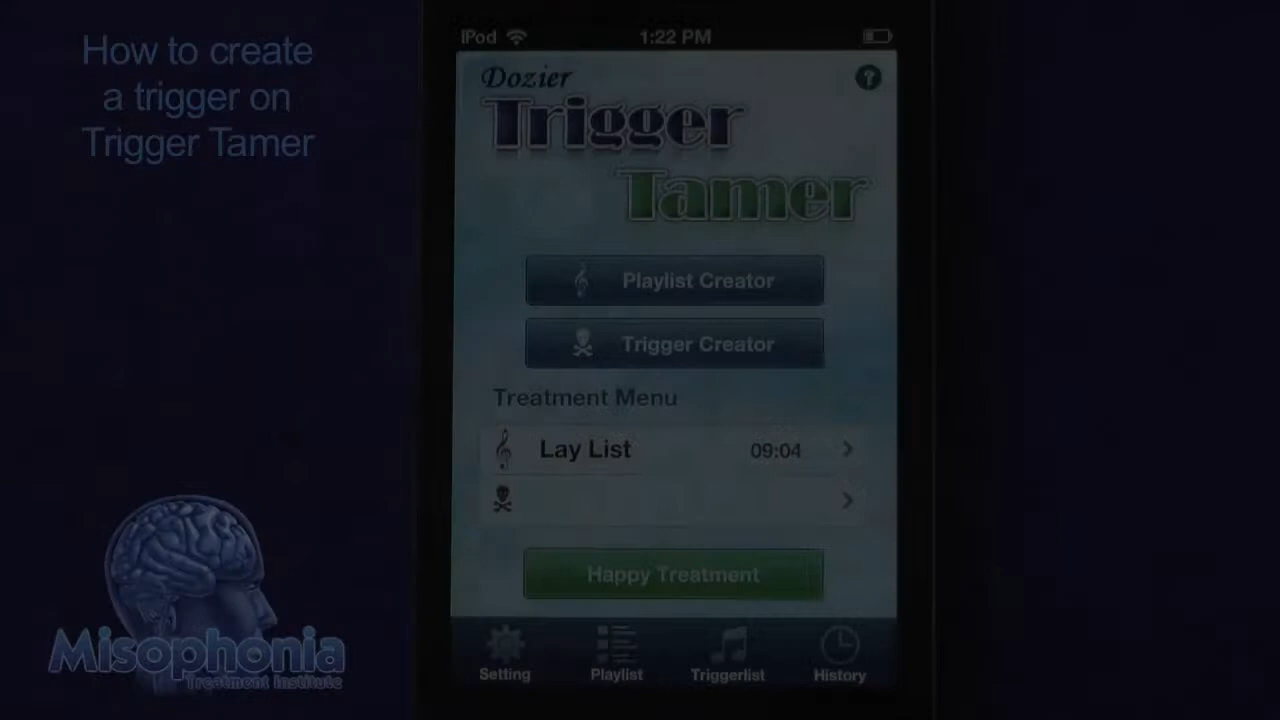 How to create
a trigger on
Trigger Tamer
iPod 1:22 PM
Dozier
?
Trigger
Tamer
Playlist Creator
Trigger Creator
Treatment Menu
Lay List 09:04
Happy Treatment
Setting Playlist Triggerlist History
Misophonia
Treatment Institute